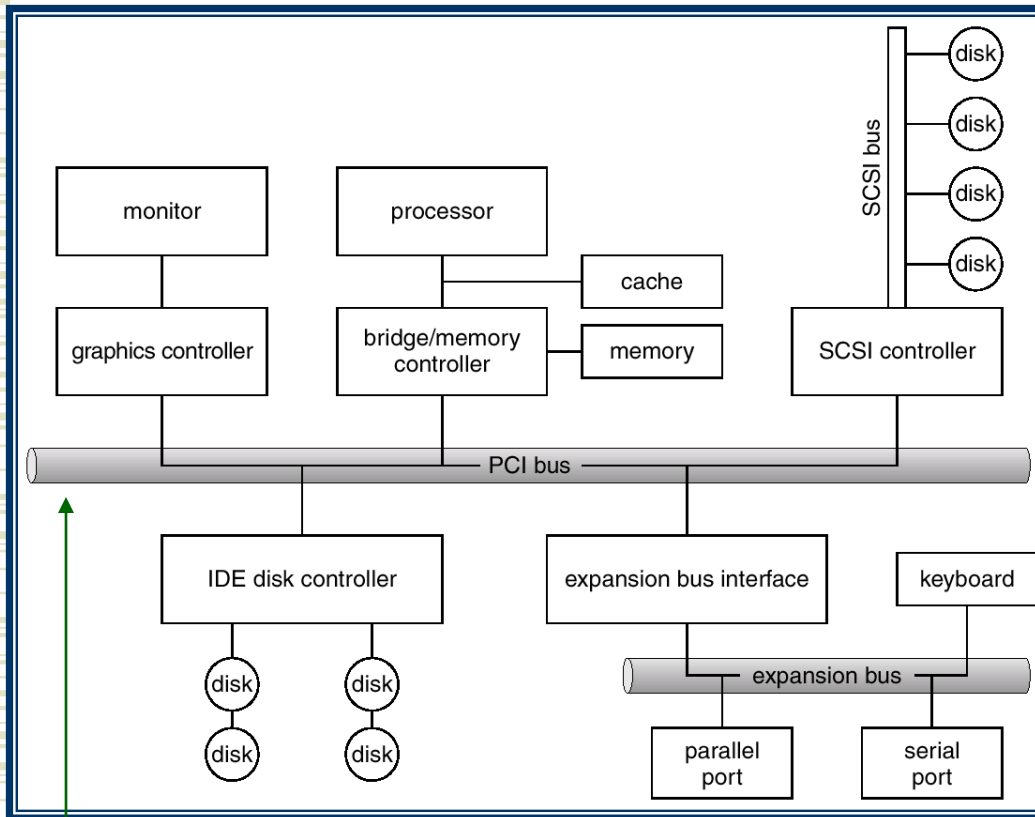 disk
disk
SCSI bus
disk
disk
monitor
processor
cache
graphics controller
bridge/memory
controller
memory
SCSI controller
PCI bus
IDE disk controller
expansion bus interface
keyboard
disk
disk
expansion bus
disk
disk
parallel
port
serial
port